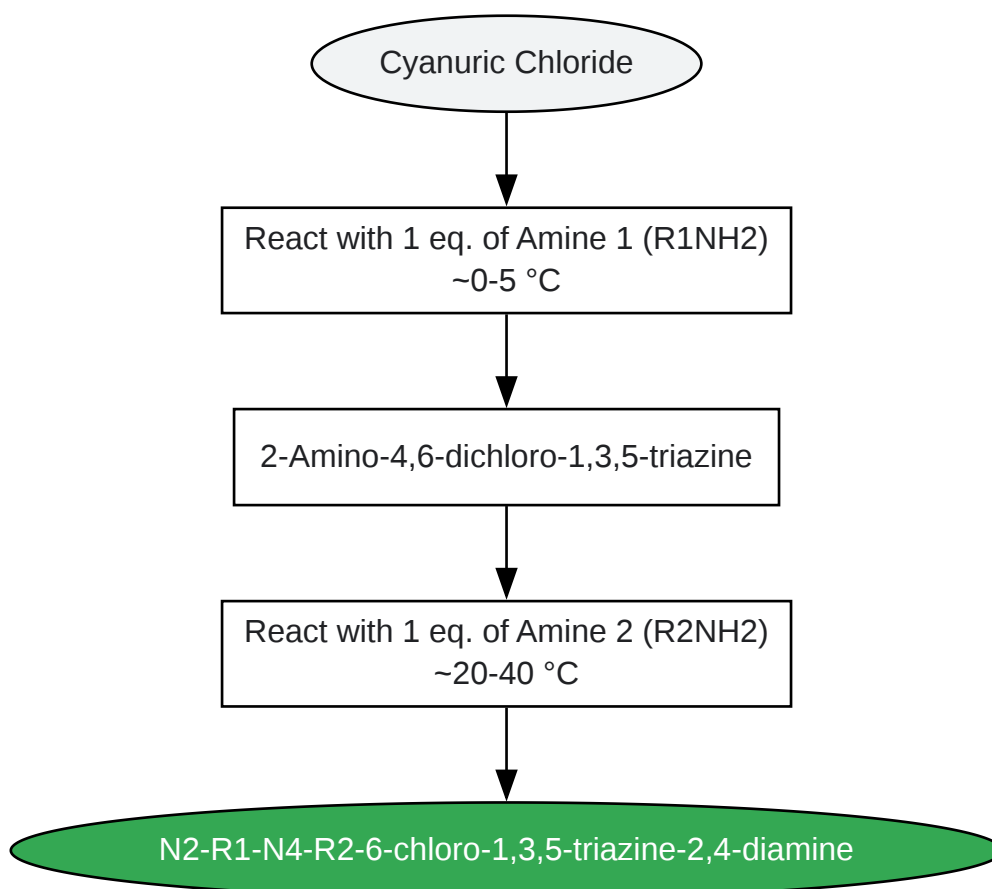 Cyanuric Chloride
React with 1 eq. of Amine 1 (R1NH2)
~0-5 °C
2-Amino-4,6-dichloro-1,3,5-triazine
React with 1 eq. of Amine 2 (R2NH2)
~20-40 °C
N2-R1-N4-R2-6-chloro-1,3,5-triazine-2,4-diamine